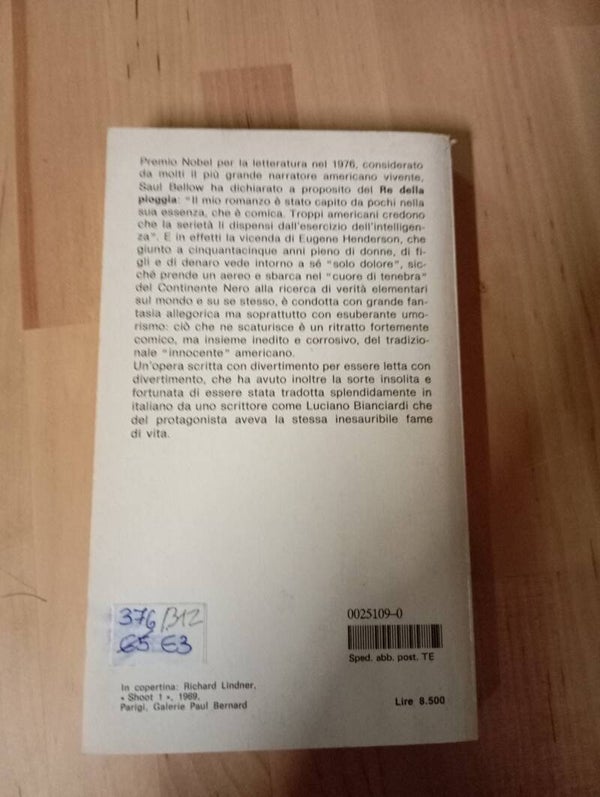 Premio Nobel per la letteratura nel 1976, considerato
da molti il più grande narratore americano vivente,
Saul Bellow ha dichiarato a proposito del Re della
pioggia: "Il mio romanzo è stato capito da pochi nella
sua essenza, che è comica. Troppi americani credono
che la serietà li dispensi dall'esercizio dell'intelligen-
za". E in effetti la vicenda di Eugene Henderson, che
giunto a cinquantacinque anni pieno di donne, di fi-
gli e di denaro vede intorno a sé "solo dolore", sic-
ché prende un aereo e sbarca nel "cuore di tenebra"
del Continente Nero alla ricerca di verità elementari
sul mondo e su se stesso, è condotta con grande fan-
tasia allegorica ma soprattutto con esuberante umo-
rismo: ciò che ne scaturisce è un ritratto fortemente
comico, ma insieme inedito e corrosivo, del tradizio-
nale "innocente" americano.
Un'opera scritta con divertimento per essere letta con
divertimento, che ha avuto inoltre la sorte insolita e
fortunata di essere stata tradotta splendidamente in
italiano da uno scrittore come Luciano Bianciardi che
del protagonista aveva la stessa inesauribile fame
di vita.
376 B12
65 €3
0025109-0
Sped. abb. post. TE
In copertina: Richard Lindner,
« Shoot 1 », 1969,
Parigi, Galerie Paul Bernard
Lire 8.500